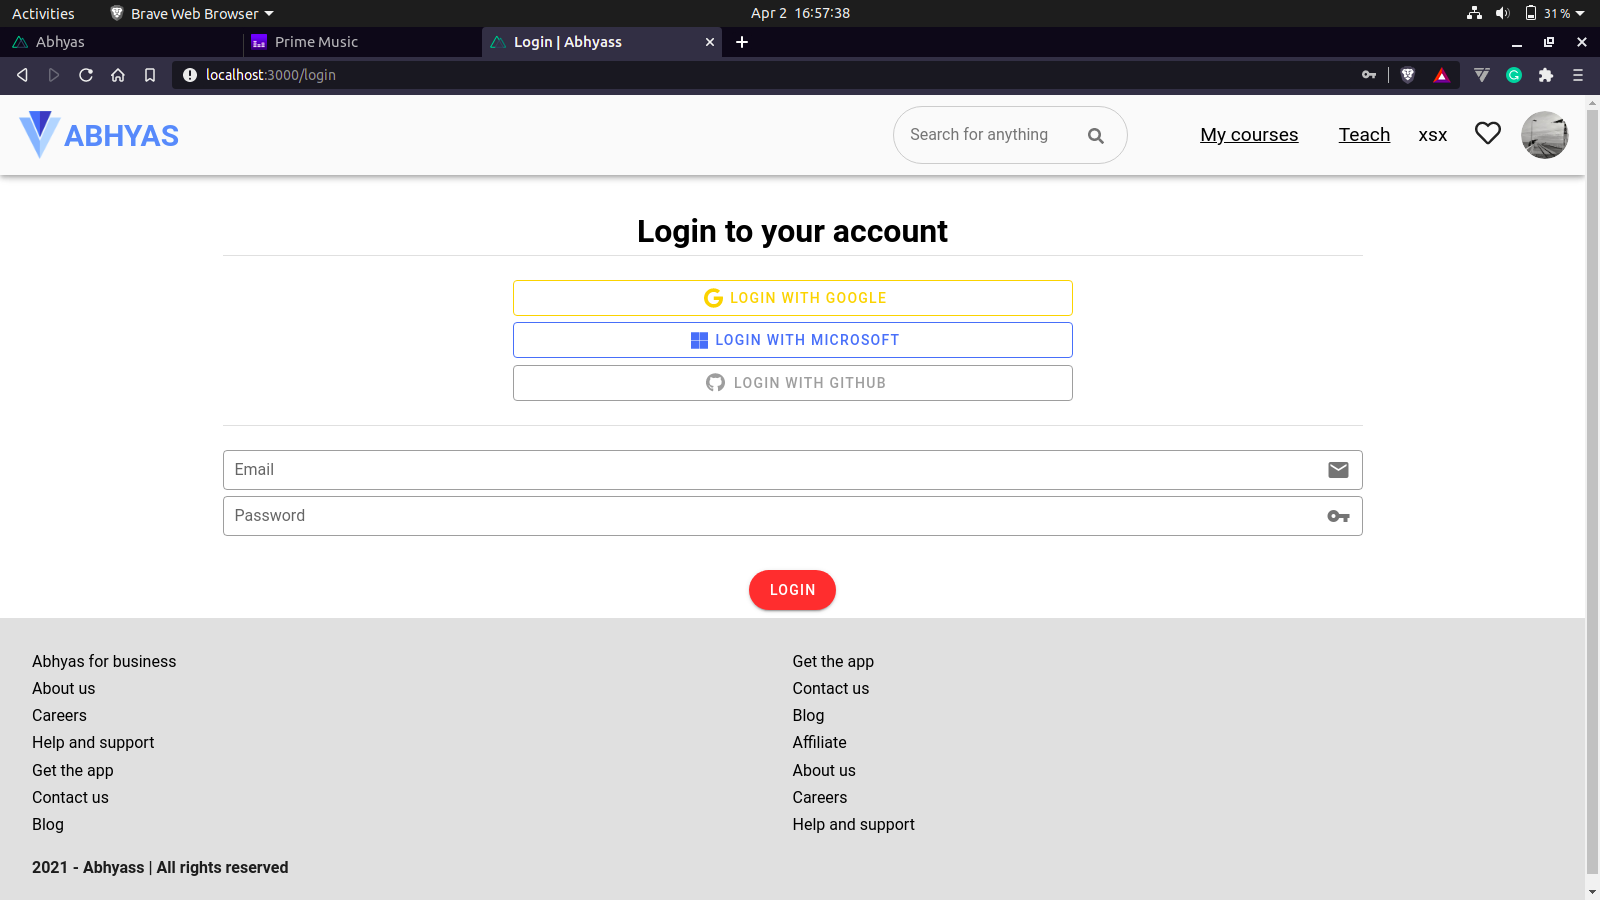 Activities Brave Web Browser Apr 2 16:57:38 31%
Abhyas Prime Music Login | Abhyass
localhost:3000/login
ABHYAS Search for anything My courses Teach xsx
Login to your account
LOGIN WITH GOOGLE
LOGIN WITH MICROSOFT
LOGIN WITH GITHUB
Email
Password
LOGIN
Abhyas for business
About us
Careers
Help and support
Get the app
Contact us
Blog
Get the app
Contact us
Blog
Affiliate
About us
Careers
Help and support
2021 - Abhyass | All rights reserved